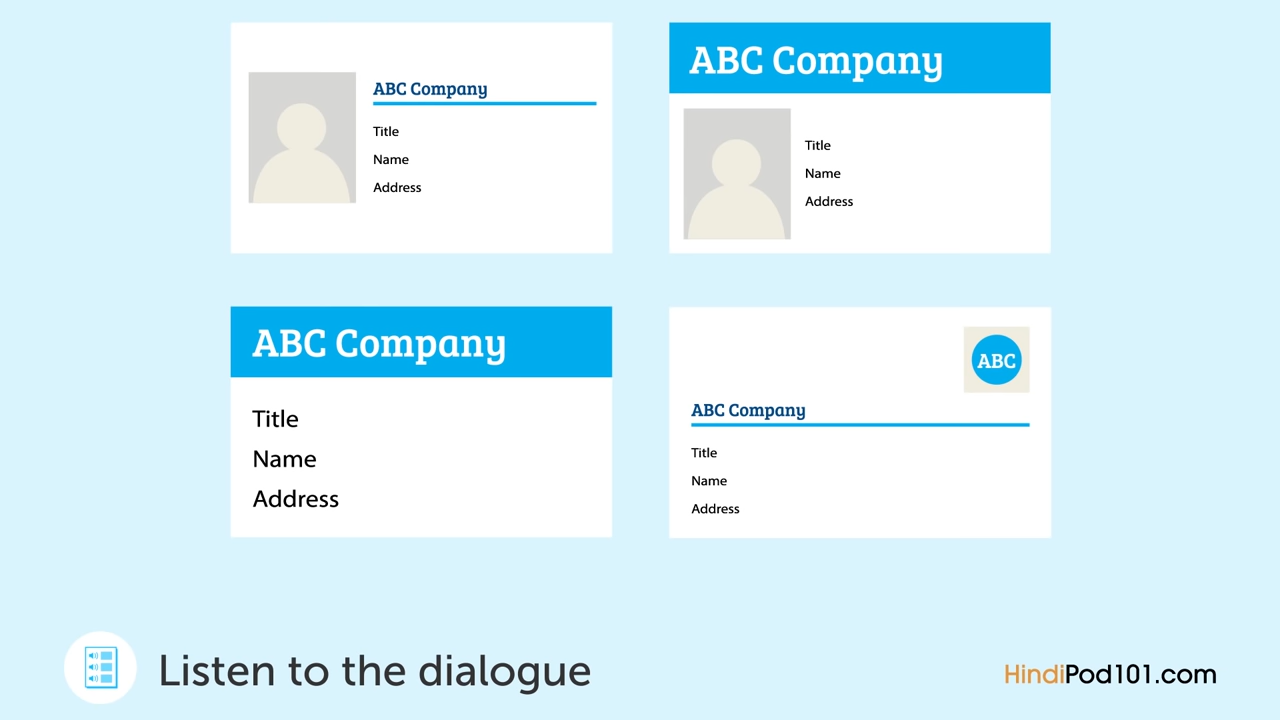 ABC Company
Title
Name
Address
ABC Company
Title
Name
Address
ABC Company
Title
Name
Address
ABC
ABC Company
Title
Name
Address
Listen to the dialogue
HindiPod101.com